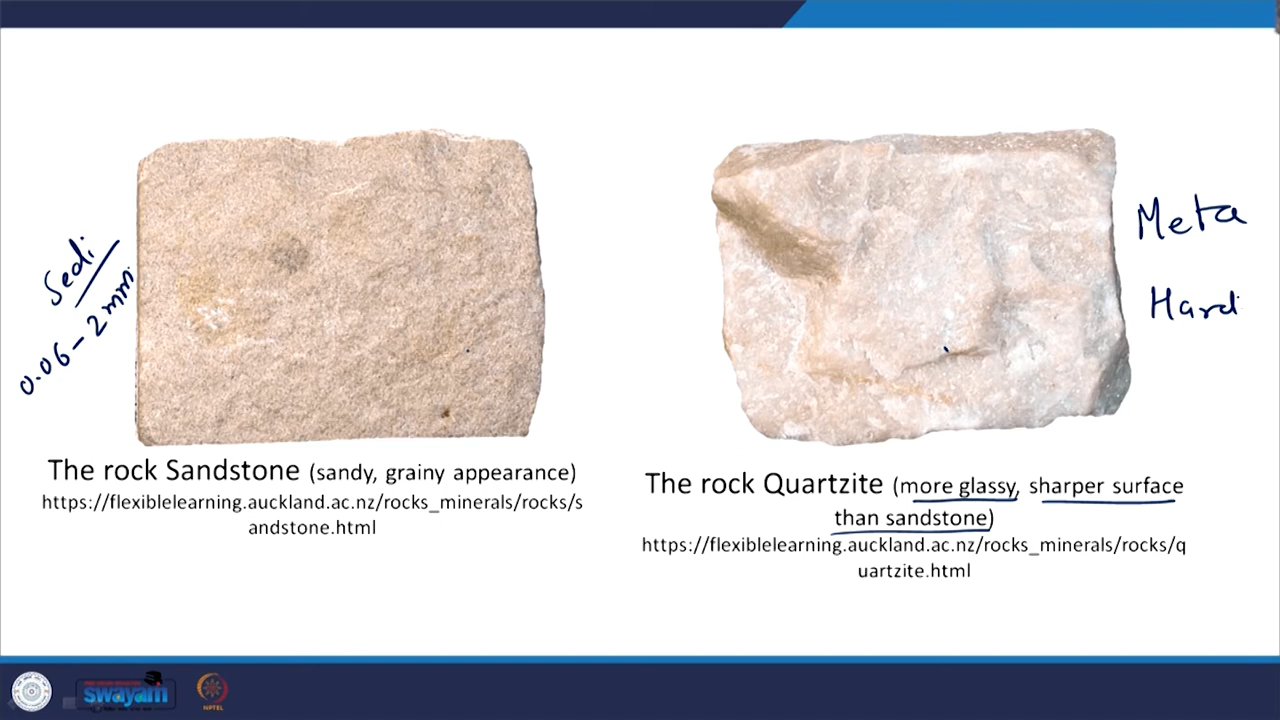 Sedi
0.06-2mm
Meta
Hard
The rock Sandstone (sandy, grainy appearance)
https://flexiblelearning.auckland.ac.nz/rocks_minerals/rocks/s
andstone.html
The rock Quartzite (more glassy, sharper surface
than sandstone)
https://flexiblelearning.auckland.ac.nz/rocks_minerals/rocks/q
uartzite.html
swayam
NPTEL